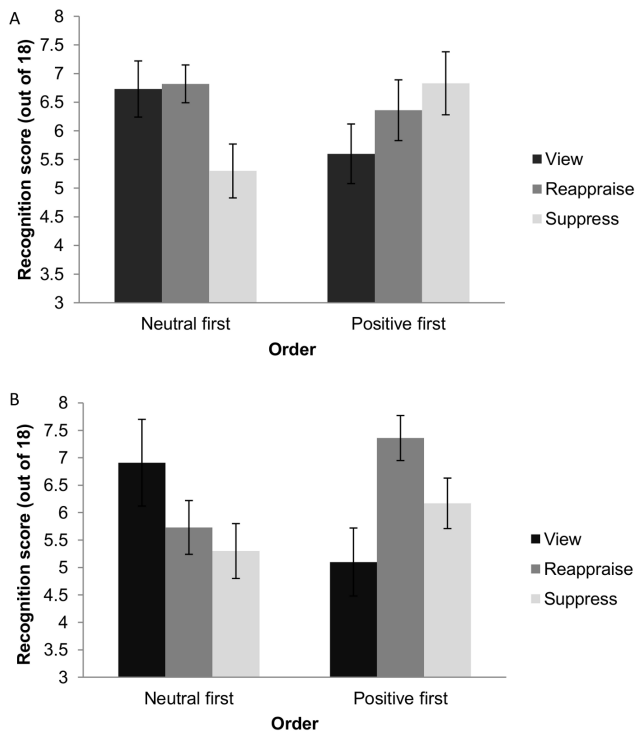 A
Recognition score (out of 18)
8
7.5
7
6.5
6
5.5
5
4.5
4
3.5
3
Neutral first Positive first
Order
View
Reappraise
Suppress
B
Recognition score (out of 18)
8
7.5
7
6.5
6
5.5
5
4.5
4
3.5
3
Neutral first Positive first
Order
View
Reappraise
Suppress